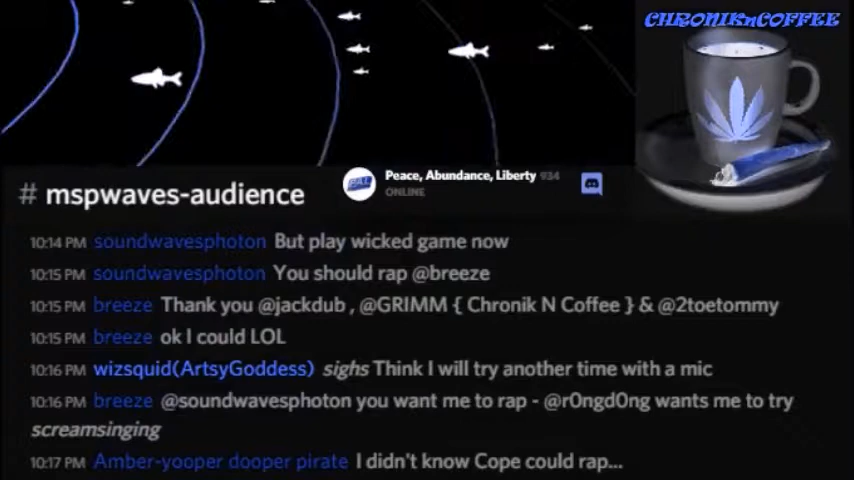 CHRONIKnCOFFEE
# mspwaves-audience
PAL
Peace, Abundance, Liberty 934
ONLINE
10:14 PM soundwavesphoton But play wicked game now
10:15 PM soundwavesphoton You should rap @breeze
10:15 PM breeze Thank you @jackdub , @GRIMM { Chronik N Coffee } & @2toetommy
10:15 PM breeze ok I could LOL
10:16 PM wizsquid(ArtsyGoddess) sighs Think I will try another time with a mic
10:16 PM breeze @soundwavesphoton you want me to rap - @r0ngd0ng wants me to try
screamsinging
10:17 PM Amber-yooper dooper pirate I didn't know Cope could rap...